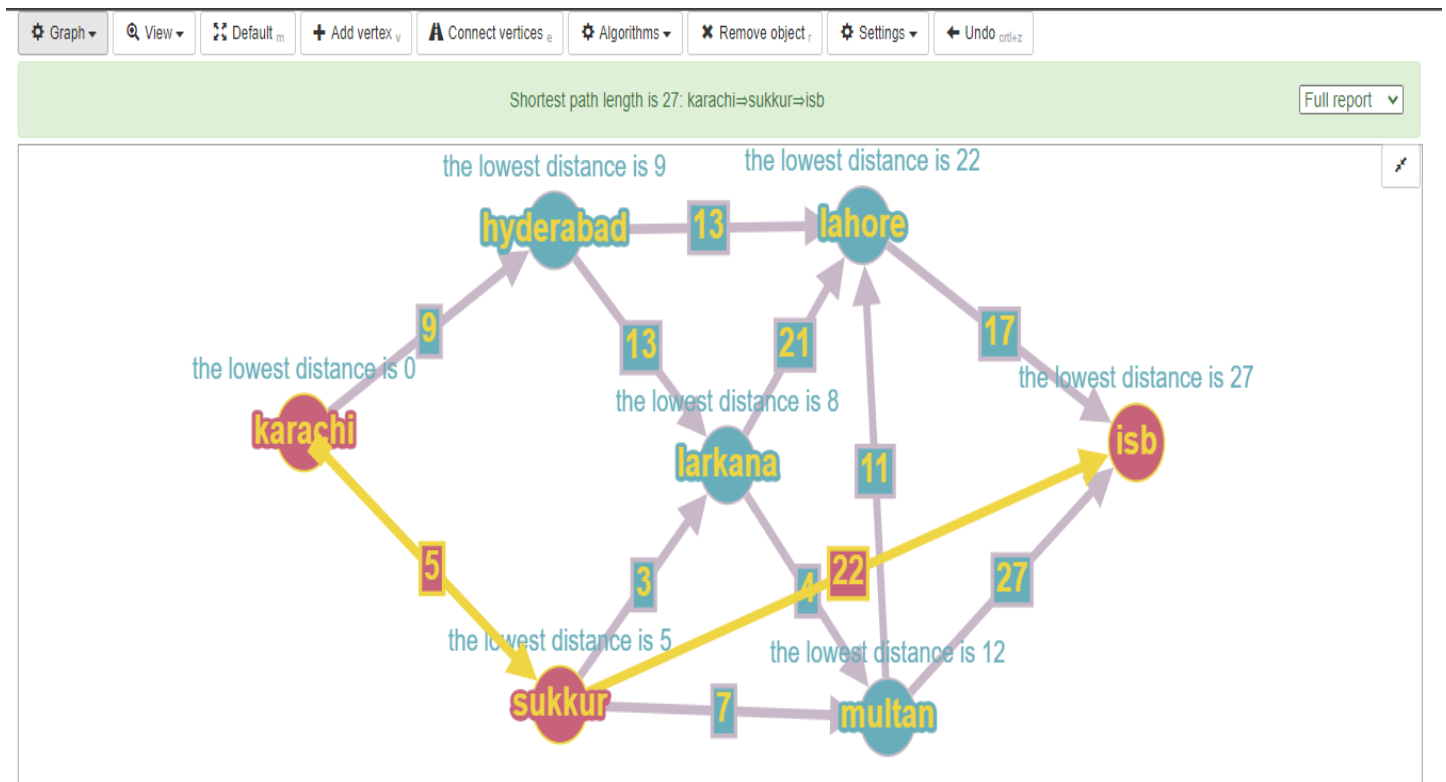 Graph View Default m Add vertex v Connect vertices e Algorithms Remove object r Settings Undo crtl+z
Shortest path length is 27: karachi⇒sukkur⇒isb
Full report
the lowest distance is 9
the lowest distance is 22
hyderabad
13
lahore
9
13
21
17
the lowest distance is 0
the lowest distance is 27
the lowest distance is 8
karachi
isb
larkana
11
5
3
4
22
27
the lowest distance is 5
the lowest distance is 12
sukkur
7
multan